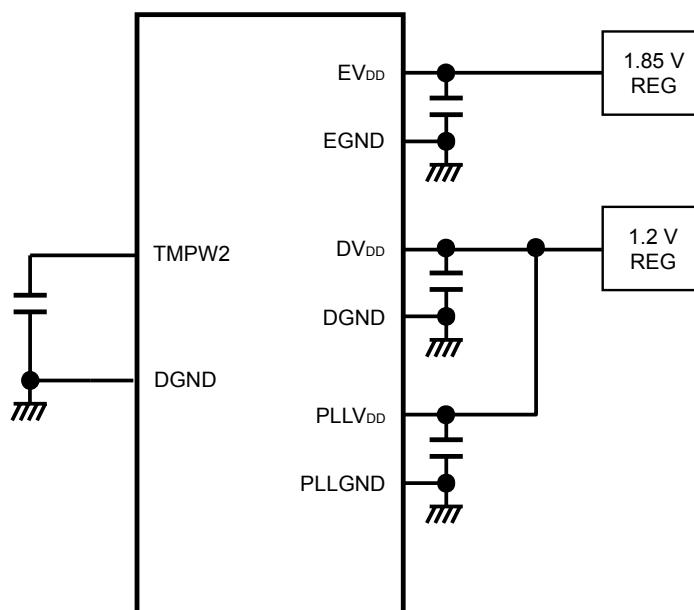 EVDD
1.85 V
REG
EGND
TMPW2
DVDD
1.2 V
REG
DGND
DGND
PLLVDD
PLLGND